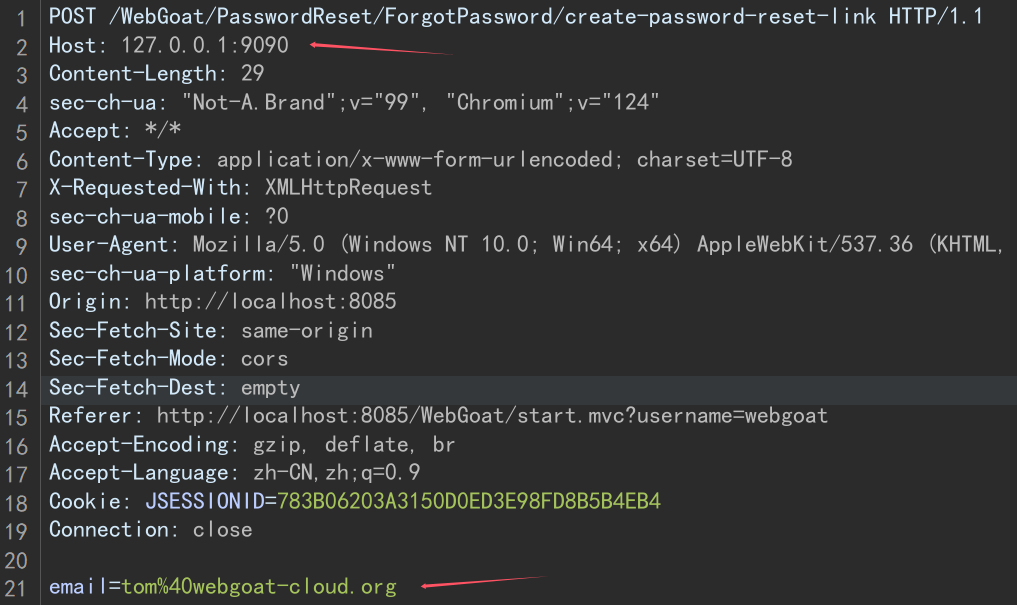 1 POST /WebGoat/PasswordReset/ForgotPassword/create-password-reset-link HTTP/1.1
2 Host: 127.0.0.1:9090
3 Content-Length: 29
4 sec-ch-ua: "Not-A.Brand";v="99", "Chromium";v="124"
5 Accept: */*
6 Content-Type: application/x-www-form-urlencoded; charset=UTF-8
7 X-Requested-With: XMLHttpRequest
8 sec-ch-ua-mobile: ?0
9 User-Agent: Mozilla/5.0 (Windows NT 10.0; Win64; x64) AppleWebKit/537.36 (KHTML,
10 sec-ch-ua-platform: "Windows"
11 Origin: http://localhost:8085
12 Sec-Fetch-Site: same-origin
13 Sec-Fetch-Mode: cors
14 Sec-Fetch-Dest: empty
15 Referer: http://localhost:8085/WebGoat/start.mvc?username=webgoat
16 Accept-Encoding: gzip, deflate, br
17 Accept-Language: zh-CN,zh;q=0.9
18 Cookie: JSESSIONID=783B06203A3150D0ED3E98FD8B5B4EB4
19 Connection: close
20
21 email=tom%40webgoat-cloud.org